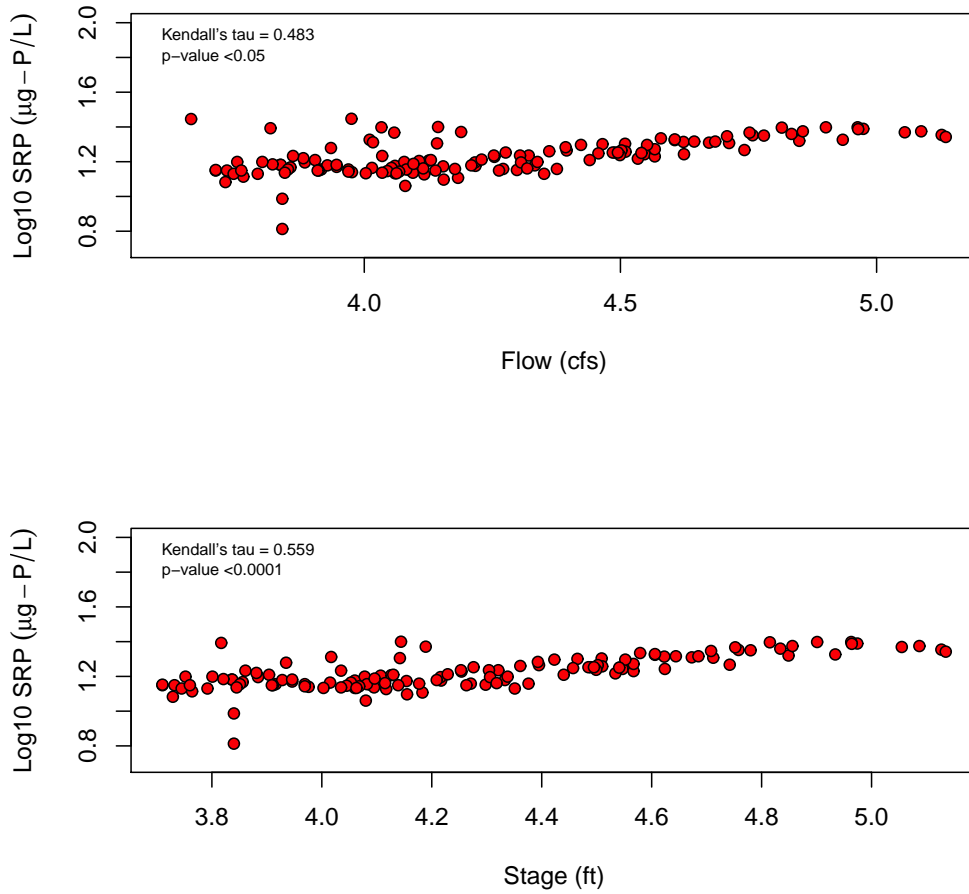 Kendall's tau = 0.483
p−value <0.05
Log10 SRP (µg−P/L)
2.0
1.6
1.2
0.8
4.0 4.5 5.0
Flow (cfs)
Kendall's tau = 0.559
p−value <0.0001
Log10 SRP (µg−P/L)
2.0
1.6
1.2
0.8
3.8 4.0 4.2 4.4 4.6 4.8 5.0
Stage (ft)